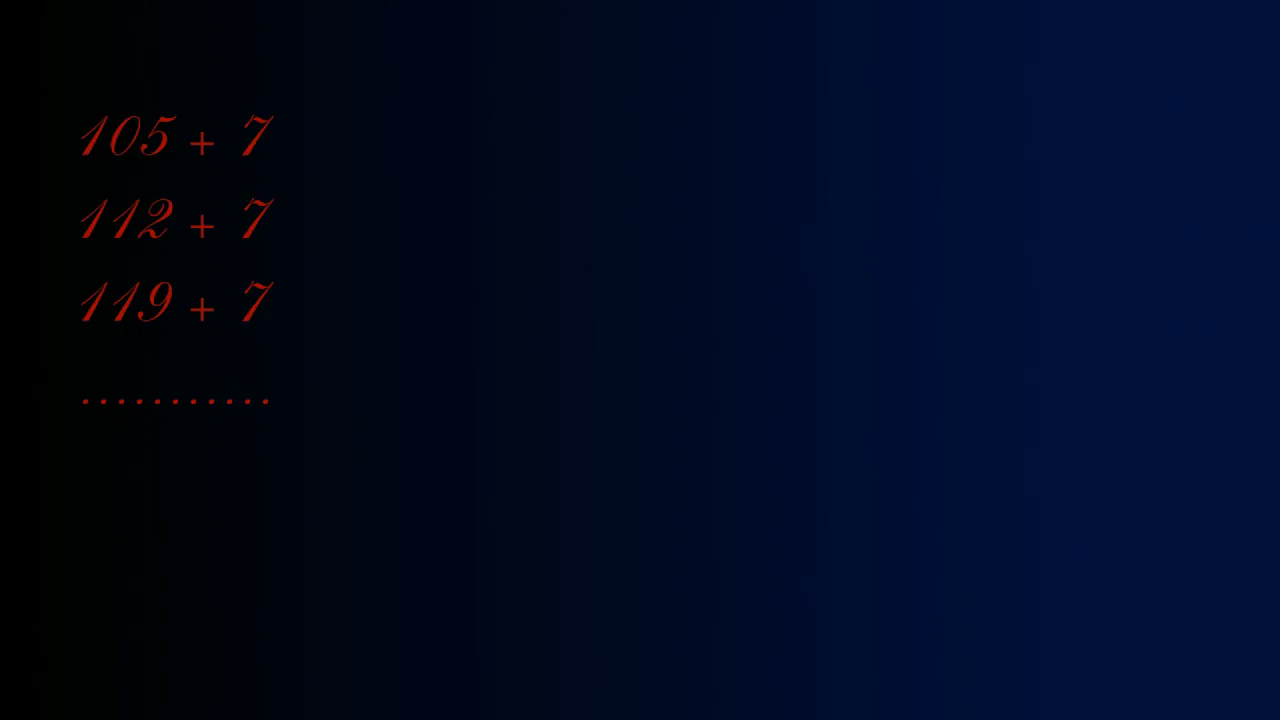 105 + 7
112 + 7
119 + 7
...........